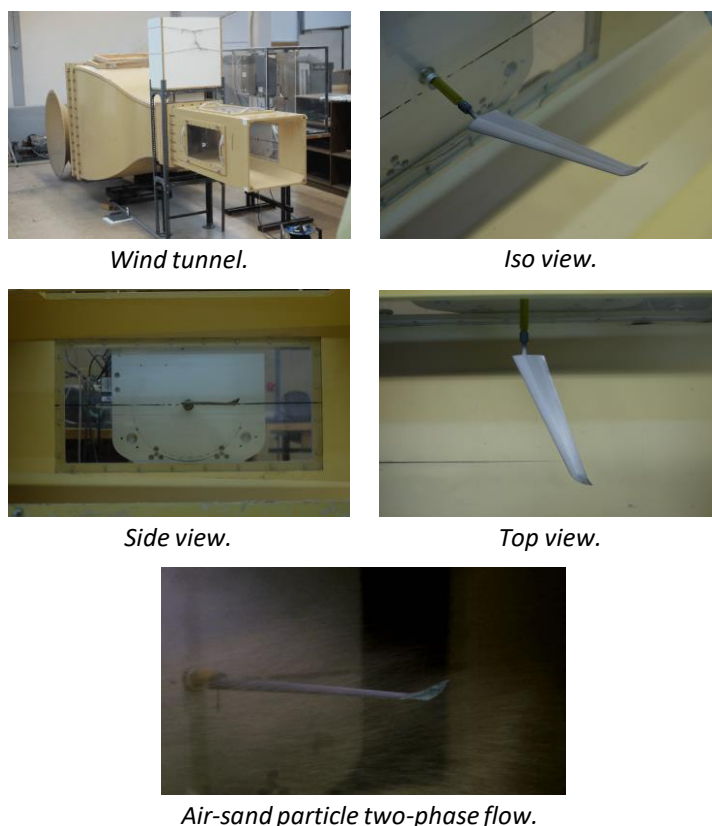 Wind tunnel.
Iso view.
Side view.
Top view.
Air-sand particle two-phase flow.